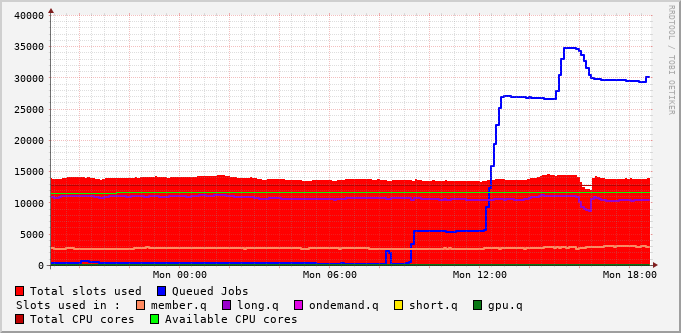 40000
35000
30000
25000
20000
15000
10000
5000
0
Mon 00:00 Mon 06:00 Mon 12:00 Mon 18:00
Total slots used Queued Jobs
Slots used in : member.q long.q ondemand.q short.q gpu.q
Total CPU cores Available CPU cores
RRDTOOL / TOBI OETIKER